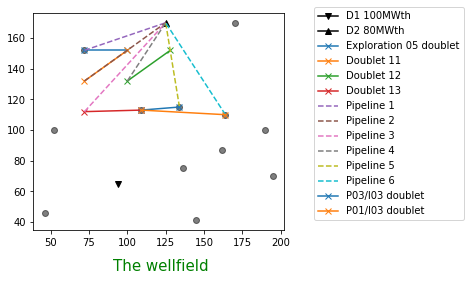 160
140
120
100
80
60
40
50
75
100
125
150
175
200
The wellfield
D1 100MWth
D2 80MWth
Exploration 05 doublet
Doublet 11
Doublet 12
Doublet 13
Pipeline 1
Pipeline 2
Pipeline 3
Pipeline 4
Pipeline 5
Pipeline 6
P03/I03 doublet
P01/I03 doublet